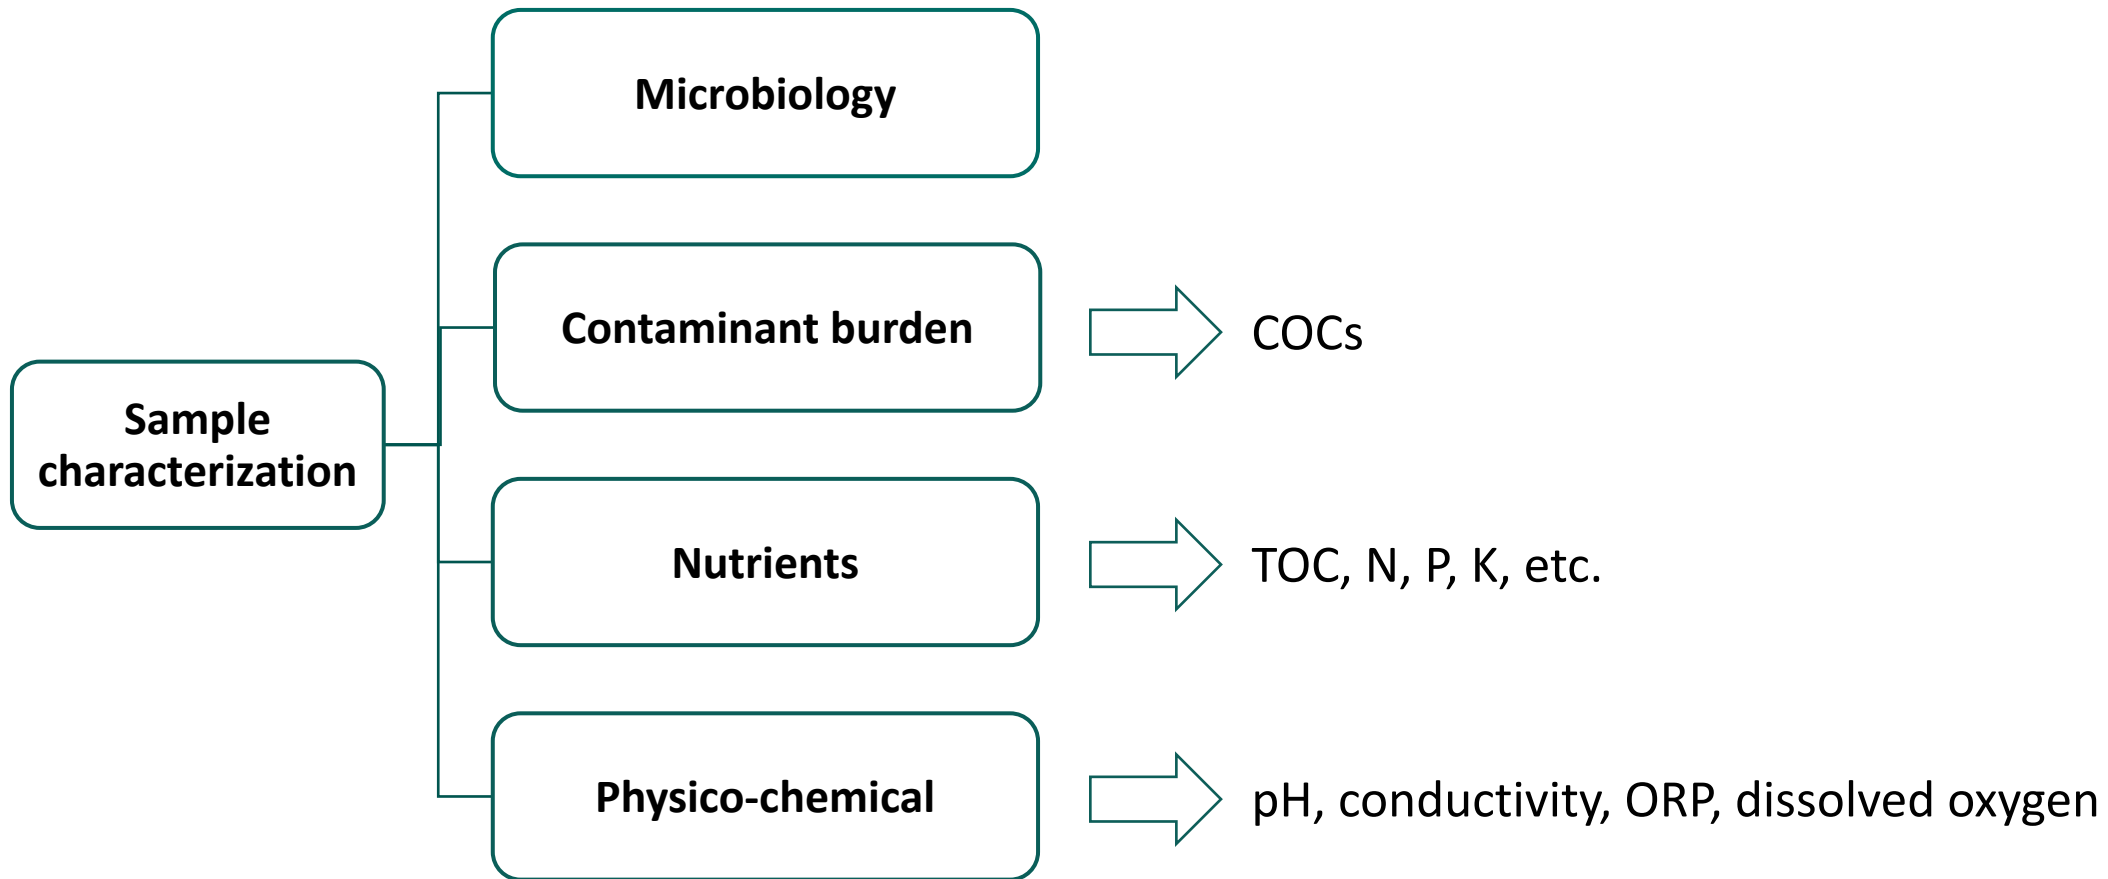 Microbiology
Contaminant burden
COCs
Sample
characterization
Nutrients
TOC, N, P, K, etc.
Physico-chemical
pH, conductivity, ORP, dissolved oxygen